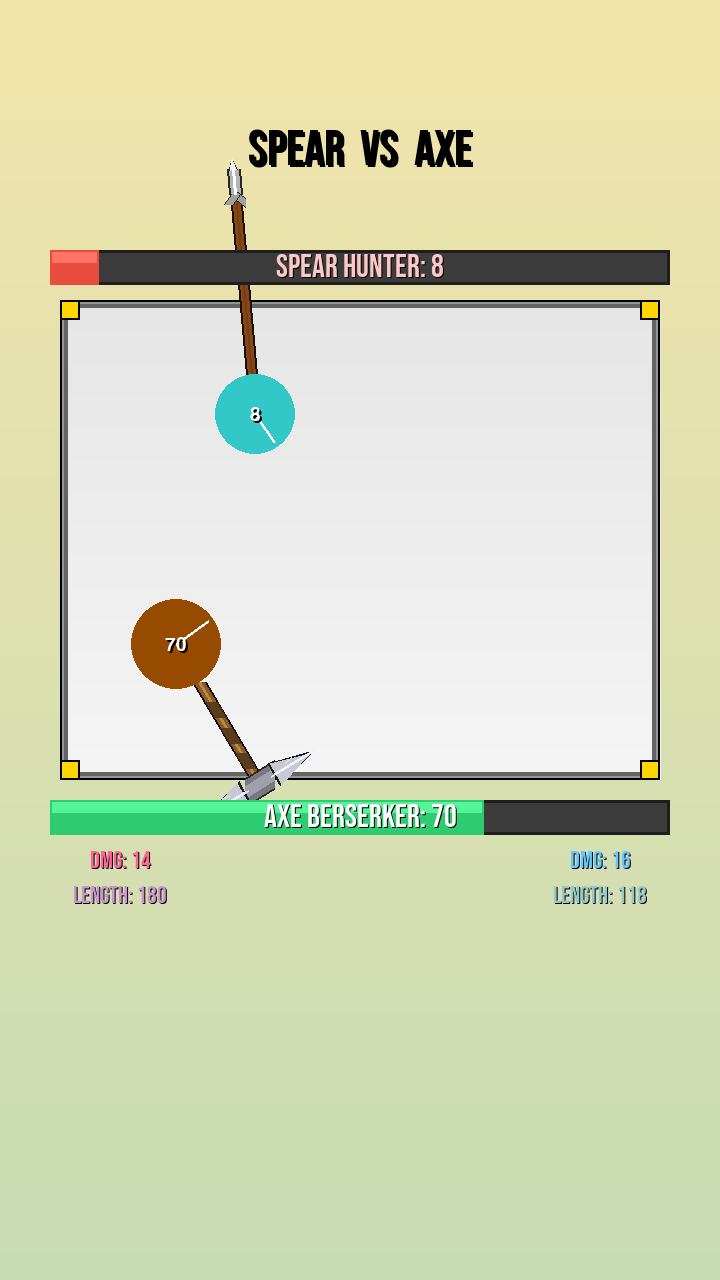 SPEAR VS AXE
SPEAR HUNTER: 8
8
70
AXE BERSERKER: 70
DMG: 14
DMG: 16
LENGTH: 180
LENGTH: 118